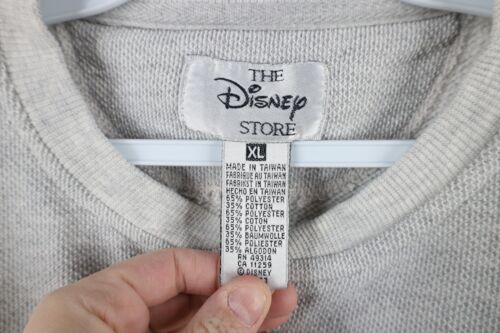 THE
Disney
STORE
XL
MADE IN TAIWAN
FABRIQUE AU TAIWAN
FABRIKST IN TAIWAN
HECHO EN TAIWAN
65% POLYESTER
35% COTTON
65% POLYESTER
35% COTON
65% POLYESTER
35% BAUMWOLLE
65% POLIESTER
35% ALGODON
RN 49314
CA 11259
© DISNEY